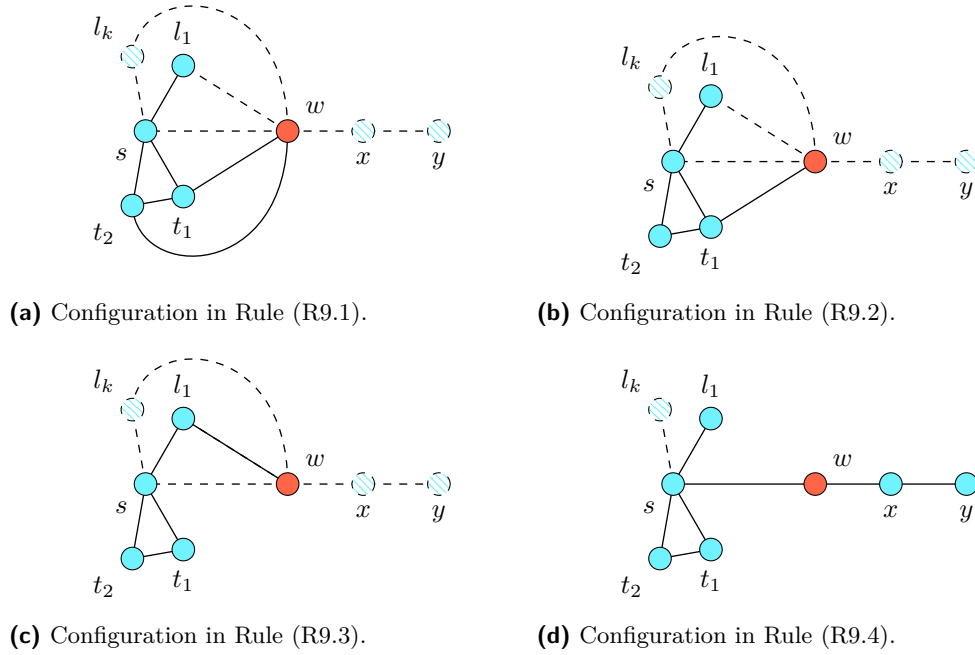 l_k l_1 w
s x y
t_2 t_1
l_k l_1 w
s x y
t_2 t_1
(a) Configuration in Rule (R9.1).
(b) Configuration in Rule (R9.2).
l_k l_1 w
s x y
t_2 t_1
l_k l_1 w
s x y
t_2 t_1
(c) Configuration in Rule (R9.3).
(d) Configuration in Rule (R9.4).